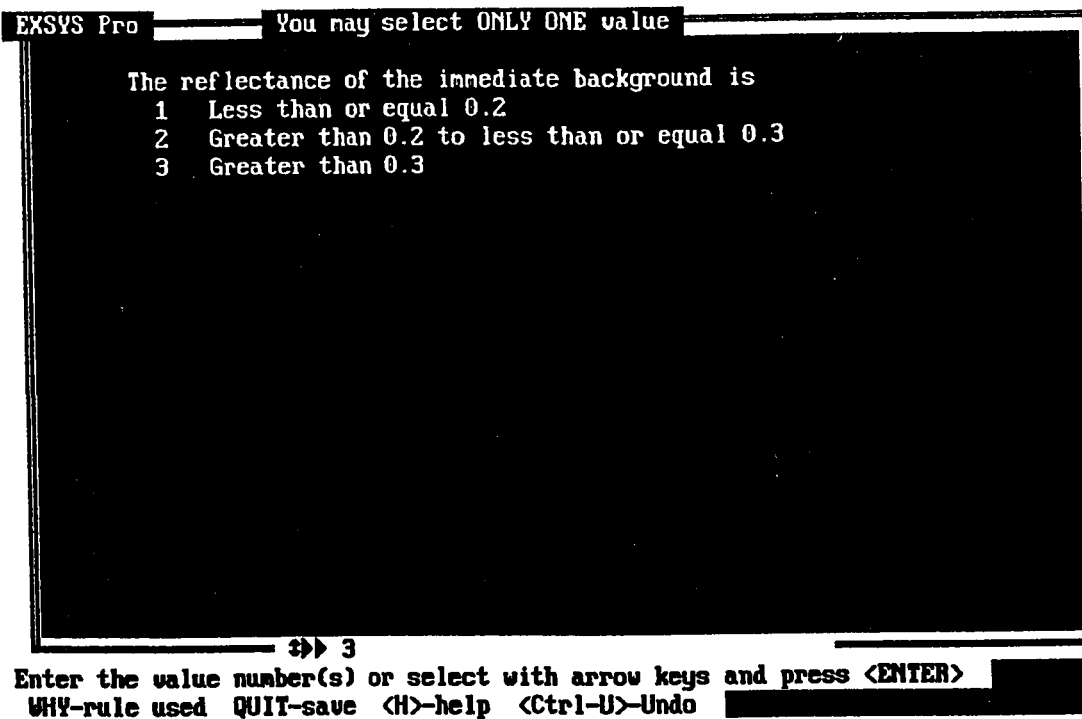 EXSYS Pro You may select ONLY ONE value
The reflectance of the immediate background is
1 Less than or equal 0.2
2 Greater than 0.2 to less than or equal 0.3
3 Greater than 0.3
3
Enter the value number(s) or select with arrow keys and press <ENTER>
WHY-rule used QUIT-save <H>-help <Ctrl-U>-Undo